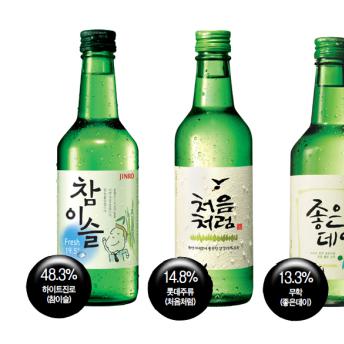 JINRO
참
이슬
Fresh
19.5°
처음
처럼
좋은
데이
48.3%
하이트진로
(참이슬)
14.8%
롯데주류
(처음처럼)
13.3%
무학
(좋은데이)